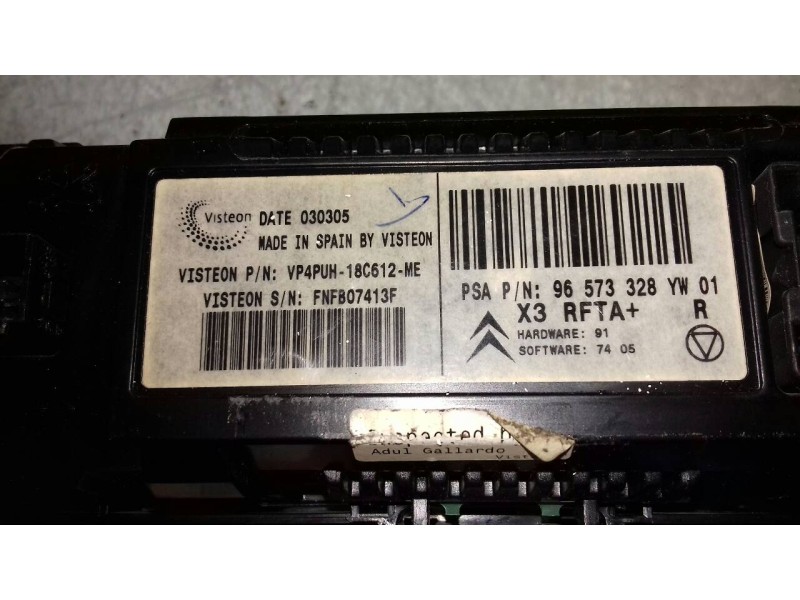 Visteon
DATE 030305
MADE IN SPAIN BY VISTEON
VISTEON P/N: VP4PUH-18C612-ME
VISTEON S/N: FNFB07413F
PSA P/N: 96 573 328 YW 01
X3 RFTA+ R
HARDWARE: 91
SOFTWARE: 74 05
Inspected
Adul Gallardo